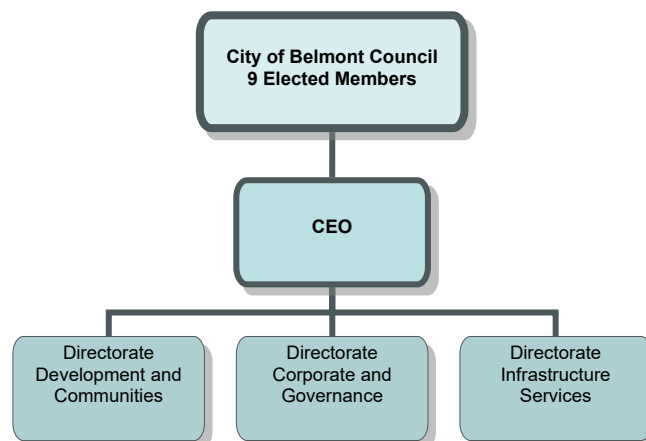 City of Belmont Council
9 Elected Members
CEO
Directorate
Development and
Communities
Directorate
Corporate and
Governance
Directorate
Infrastructure
Services